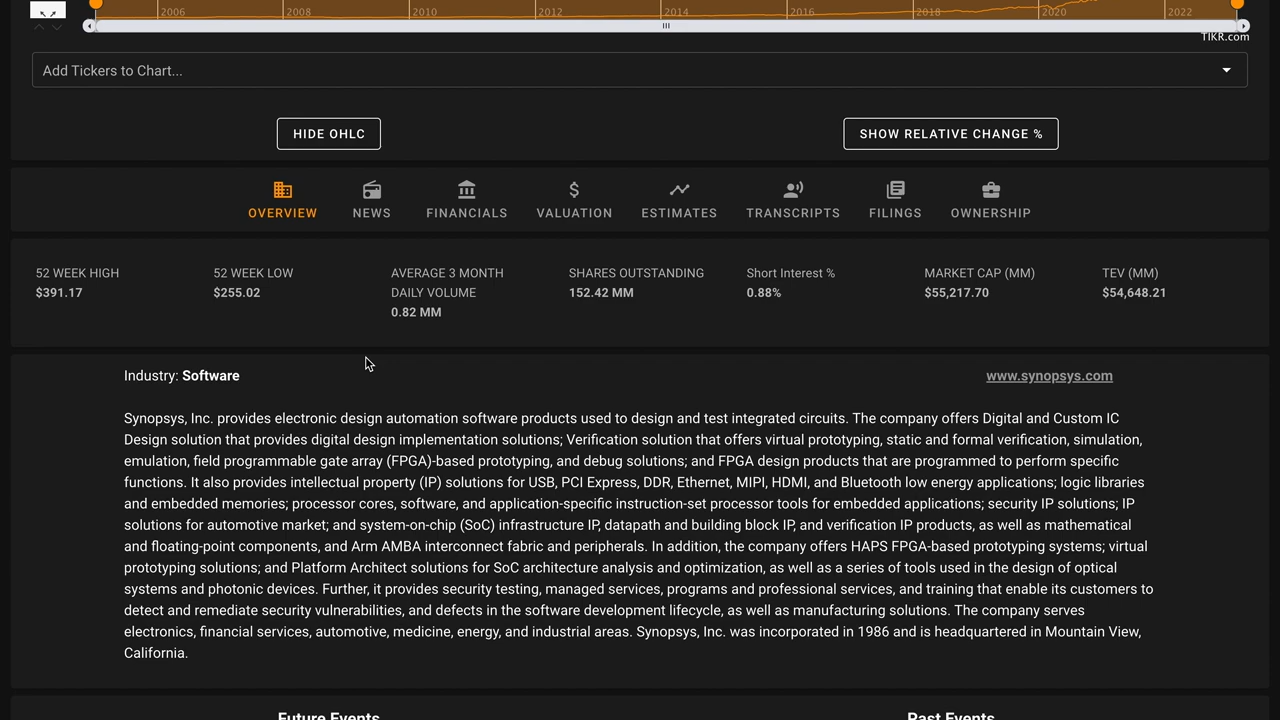 2006 2008 2010 2012 2014 2016 2018 2020 2022
TIKR.com
Add Tickers to Chart...
HIDE OHLC SHOW RELATIVE CHANGE %
OVERVIEW NEWS FINANCIALS VALUATION ESTIMATES TRANSCRIPTS FILINGS OWNERSHIP
52 WEEK HIGH 52 WEEK LOW AVERAGE 3 MONTH SHARES OUTSTANDING Short Interest % MARKET CAP (MM) TEV (MM)
$391.17 $255.02 DAILY VOLUME 152.42 MM 0.88% $55,217.70 $54,648.21
0.82 MM
Industry: Software www.synopsys.com
Synopsys, Inc. provides electronic design automation software products used to design and test integrated circuits. The company offers Digital and Custom IC
Design solution that provides digital design implementation solutions; Verification solution that offers virtual prototyping, static and formal verification, simulation,
emulation, field programmable gate array (FPGA)-based prototyping, and debug solutions; and FPGA design products that are programmed to perform specific
functions. It also provides intellectual property (IP) solutions for USB, PCI Express, DDR, Ethernet, MIPI, HDMI, and Bluetooth low energy applications; logic libraries
and embedded memories; processor cores, software, and application-specific instruction-set processor tools for embedded applications; security IP solutions; IP
solutions for automotive market; and system-on-chip (SoC) infrastructure IP, datapath and building block IP, and verification IP products, as well as mathematical
and floating-point components, and Arm AMBA interconnect fabric and peripherals. In addition, the company offers HAPS FPGA-based prototyping systems; virtual
prototyping solutions; and Platform Architect solutions for SoC architecture analysis and optimization, as well as a series of tools used in the design of optical
systems and photonic devices. Further, it provides security testing, managed services, programs and professional services, and training that enable its customers to
detect and remediate security vulnerabilities, and defects in the software development lifecycle, as well as manufacturing solutions. The company serves
electronics, financial services, automotive, medicine, energy, and industrial areas. Synopsys, Inc. was incorporated in 1986 and is headquartered in Mountain View,
California.
Future Events Past Events